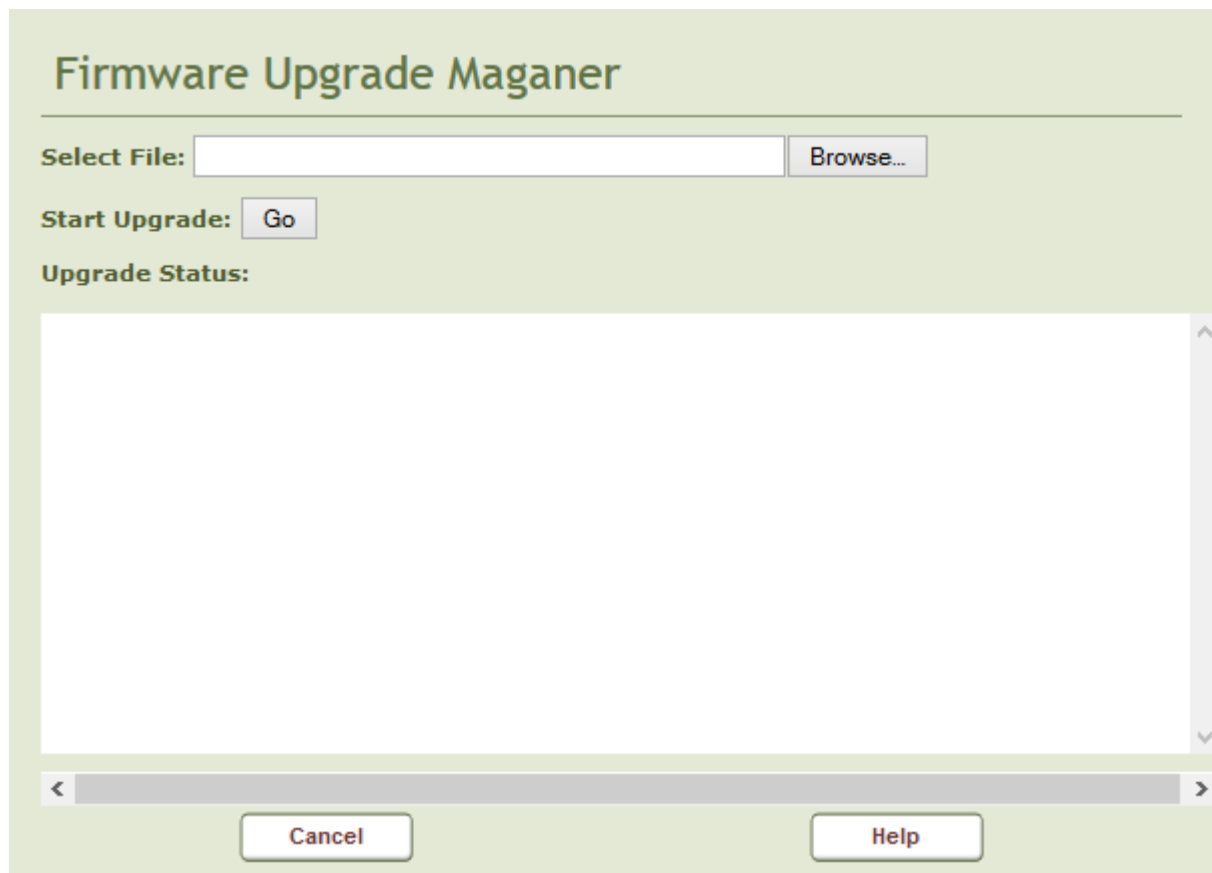 Firmware Upgrade Maganer
Select File: Browse...
Start Upgrade: Go
Upgrade Status:
Cancel Help